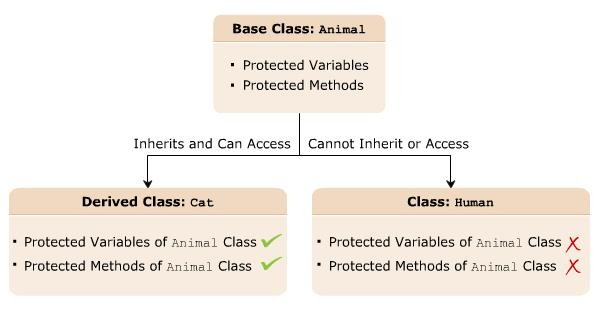 Base Class: Animal
▪ Protected Variables
▪ Protected Methods
Inherits and Can Access
Cannot Inherit or Access
Derived Class: Cat
▪ Protected Variables of Animal Class
▪ Protected Methods of Animal Class
Class: Human
▪ Protected Variables of Animal Class
▪ Protected Methods of Animal Class